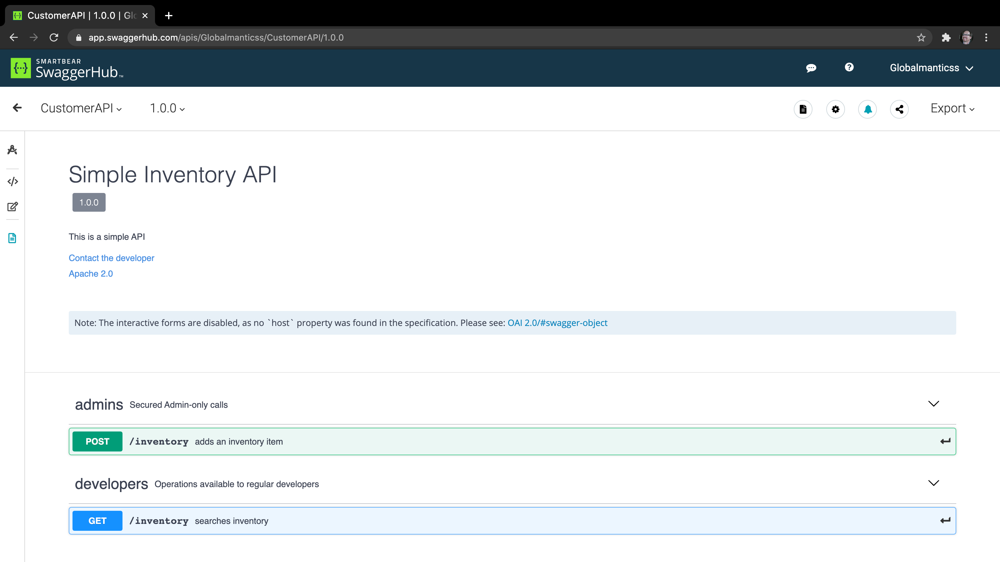 CustomerAPI | 1.0.0 | Glo
app.swaggerhub.com/apis/Globalmanticss/CustomerAPI/1.0.0
SMARTBEAR
SwaggerHub™
Globalmanticss
CustomerAPI
1.0.0
Export
Simple Inventory API
1.0.0
This is a simple API
Contact the developer
Apache 2.0
Note: The interactive forms are disabled, as no `host` property was found in the specification. Please see: OAI 2.0/#swagger-object
admins Secured Admin-only calls
POST /inventory adds an inventory item
developers Operations available to regular developers
GET /inventory searches inventory